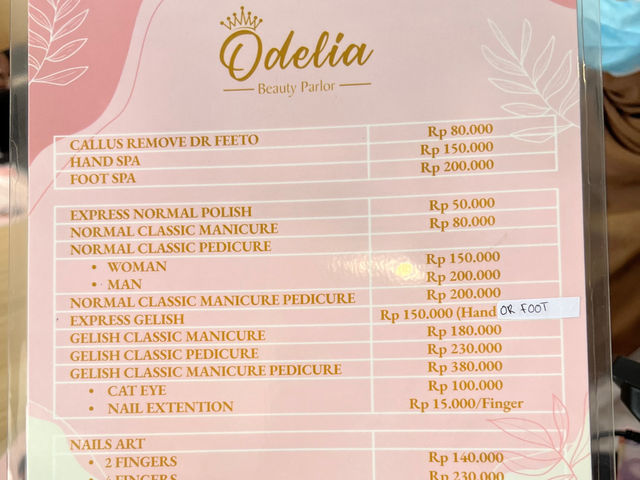 Odelia
Beauty Parlor
CALLUS REMOVE DR FEETO Rp 80.000
HAND SPA Rp 150.000
FOOT SPA Rp 200.000
EXPRESS NORMAL POLISH Rp 50.000
NORMAL CLASSIC MANICURE Rp 80.000
NORMAL CLASSIC PEDICURE
• WOMAN Rp 150.000
• MAN Rp 200.000
NORMAL CLASSIC MANICURE PEDICURE Rp 200.000
EXPRESS GELISH Rp 150.000 (Hand OR FOOT
GELISH CLASSIC MANICURE Rp 180.000
GELISH CLASSIC PEDICURE Rp 230.000
GELISH CLASSIC MANICURE PEDICURE Rp 380.000
• CAT EYE Rp 100.000
• NAIL EXTENTION Rp 15.000/Finger
NAILS ART
• 2 FINGERS Rp 140.000
FINGERS Rp 230.000